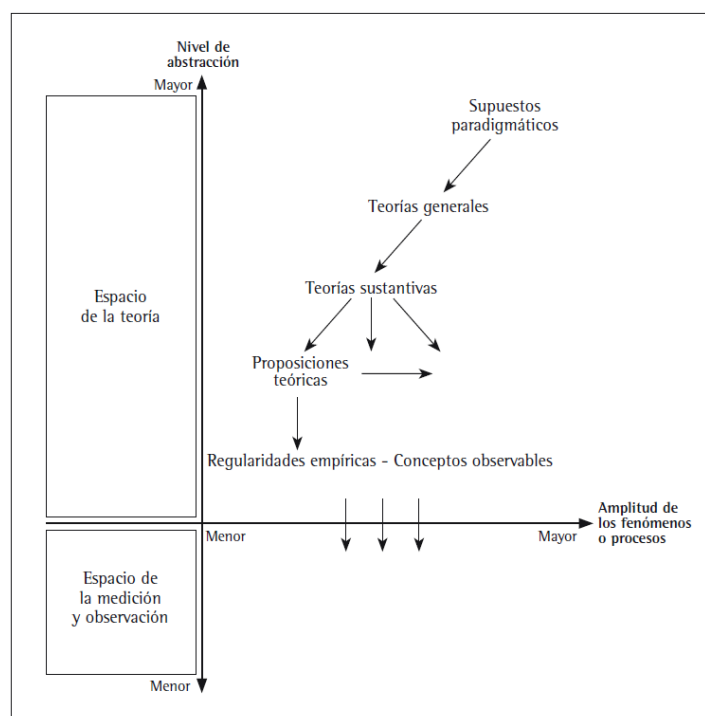 Nivel de
abstracción
Mayor
Supuestos
paradigmáticos
Teorías generales
Teorías sustantivas
Espacio
de la teoría
Proposiciones
teóricas
Regularidades empíricas - Conceptos observables
Amplitud de
los fenómenos
o procesos
Menor
Mayor
Espacio de
la medición
y observación
Menor